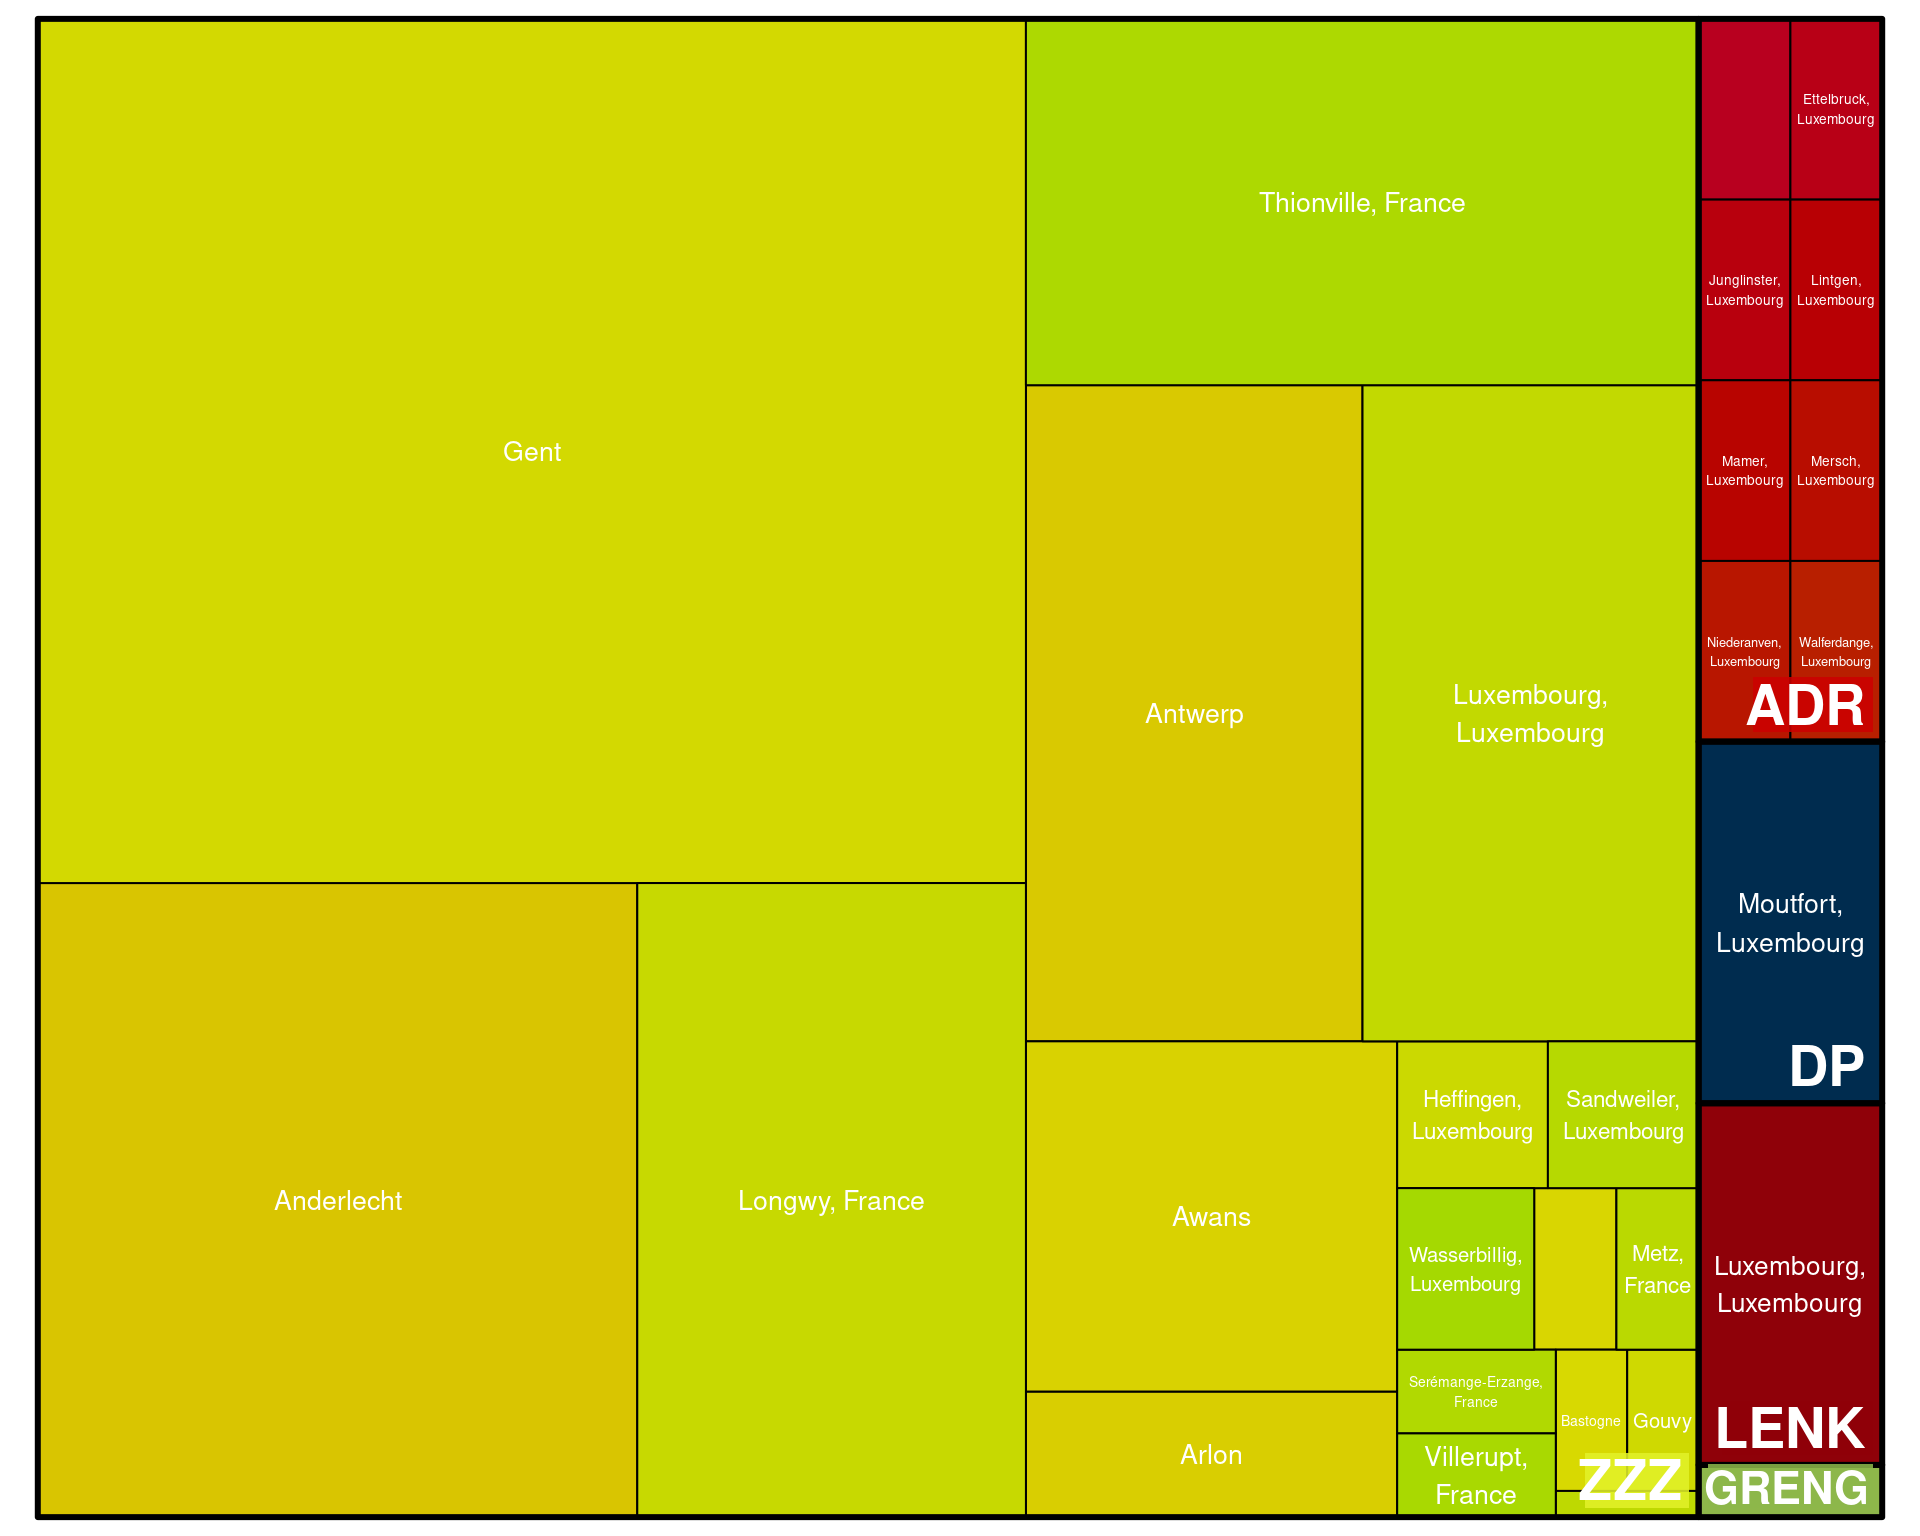 Gent
Anderlecht
Longwy, France
Thionville, France
Antwerp
Luxembourg,
Luxembourg
Awans
Arlon
Heffingen,
Luxembourg
Sandweiler,
Luxembourg
Wasserbillig,
Luxembourg
Metz,
France
Serémange-Erzange,
France
Villerupt,
France
Bastogne
Gouvy
ZZZ
Ettelbruck,
Luxembourg
Junglinster,
Luxembourg
Lintgen,
Luxembourg
Mamer,
Luxembourg
Mersch,
Luxembourg
Niederanven,
Luxembourg
Walferdange,
Luxembourg
ADR
Moutfort,
Luxembourg
DP
Luxembourg,
Luxembourg
LENK
GRENG